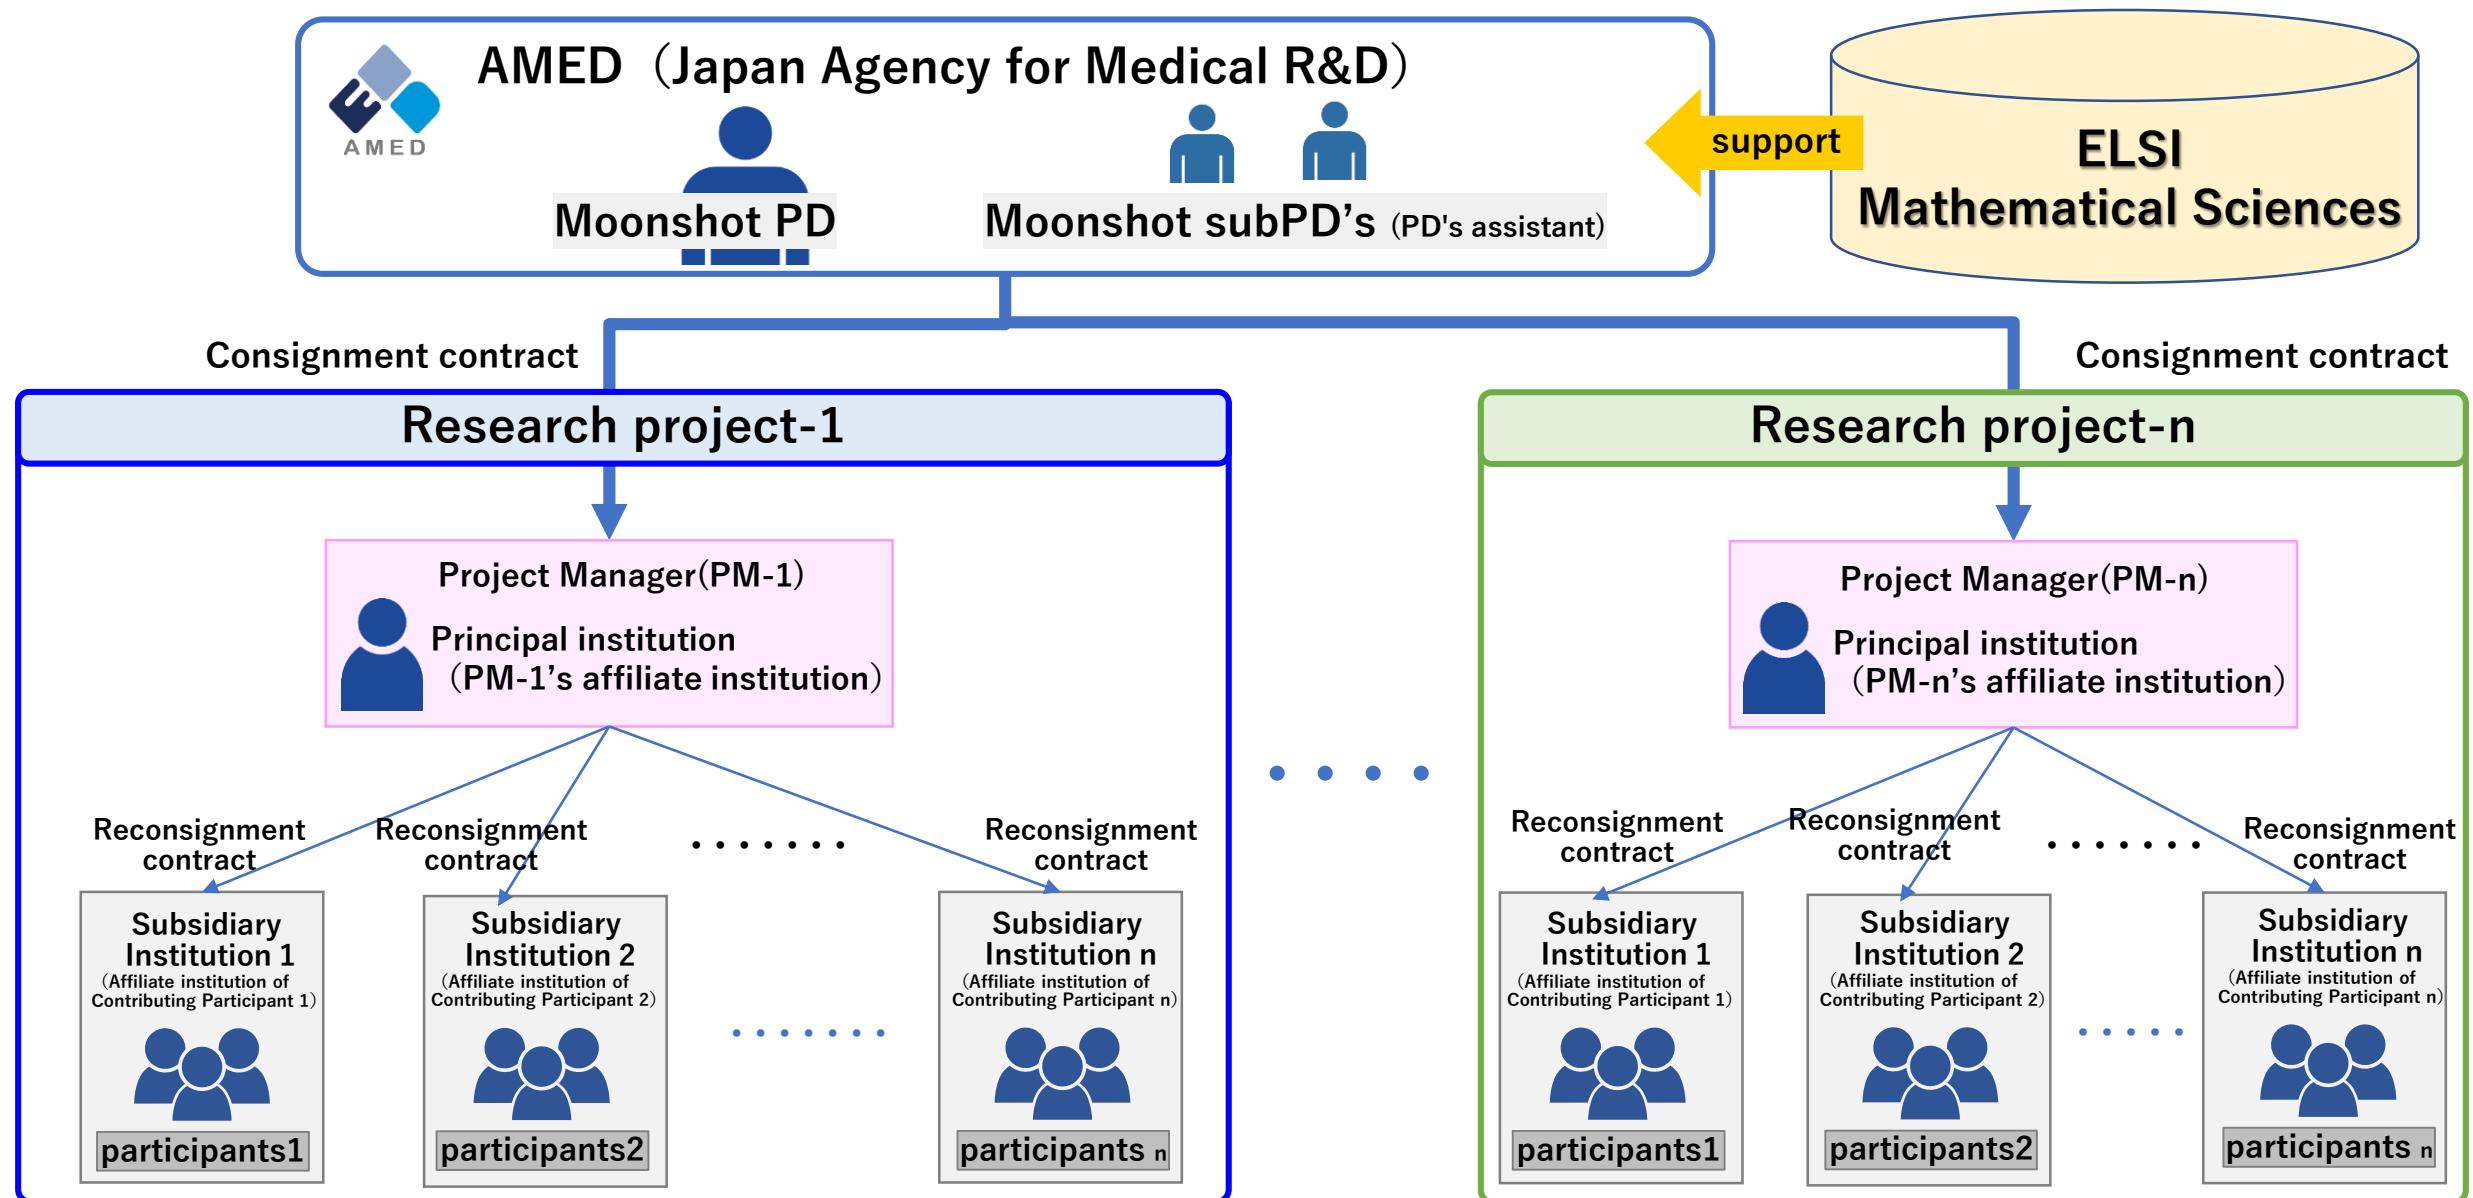 AMED（Japan Agency for Medical R&D）
AMED
Moonshot PD
Moonshot subPD’s (PD's assistant)
support
ELSI
Mathematical Sciences
Consignment contract
Consignment contract
Research project-1
Project Manager(PM-1)
Principal institution
（PM-1’s affiliate institution）
Reconsignment
contract
Reconsignment
contract
･･･････
Reconsignment
contract
Subsidiary
Institution 1
（Affiliate institution of
Contributing Participant 1）
participants1
Subsidiary
Institution 2
（Affiliate institution of
Contributing Participant 2）
participants2
･･･････
Subsidiary
Institution n
（Affiliate institution of
Contributing Participant n）
participants n
････
Research project-n
Project Manager(PM-n)
Principal institution
（PM-n’s affiliate institution）
Reconsignment
contract
Reconsignment
contract
･･･････
Reconsignment
contract
Subsidiary
Institution 1
（Affiliate institution of
Contributing Participant 1）
participants1
Subsidiary
Institution 2
（Affiliate institution of
Contributing Participant 2）
participants2
･････
Subsidiary
Institution n
（Affiliate institution of
Contributing Participant n）
participants n